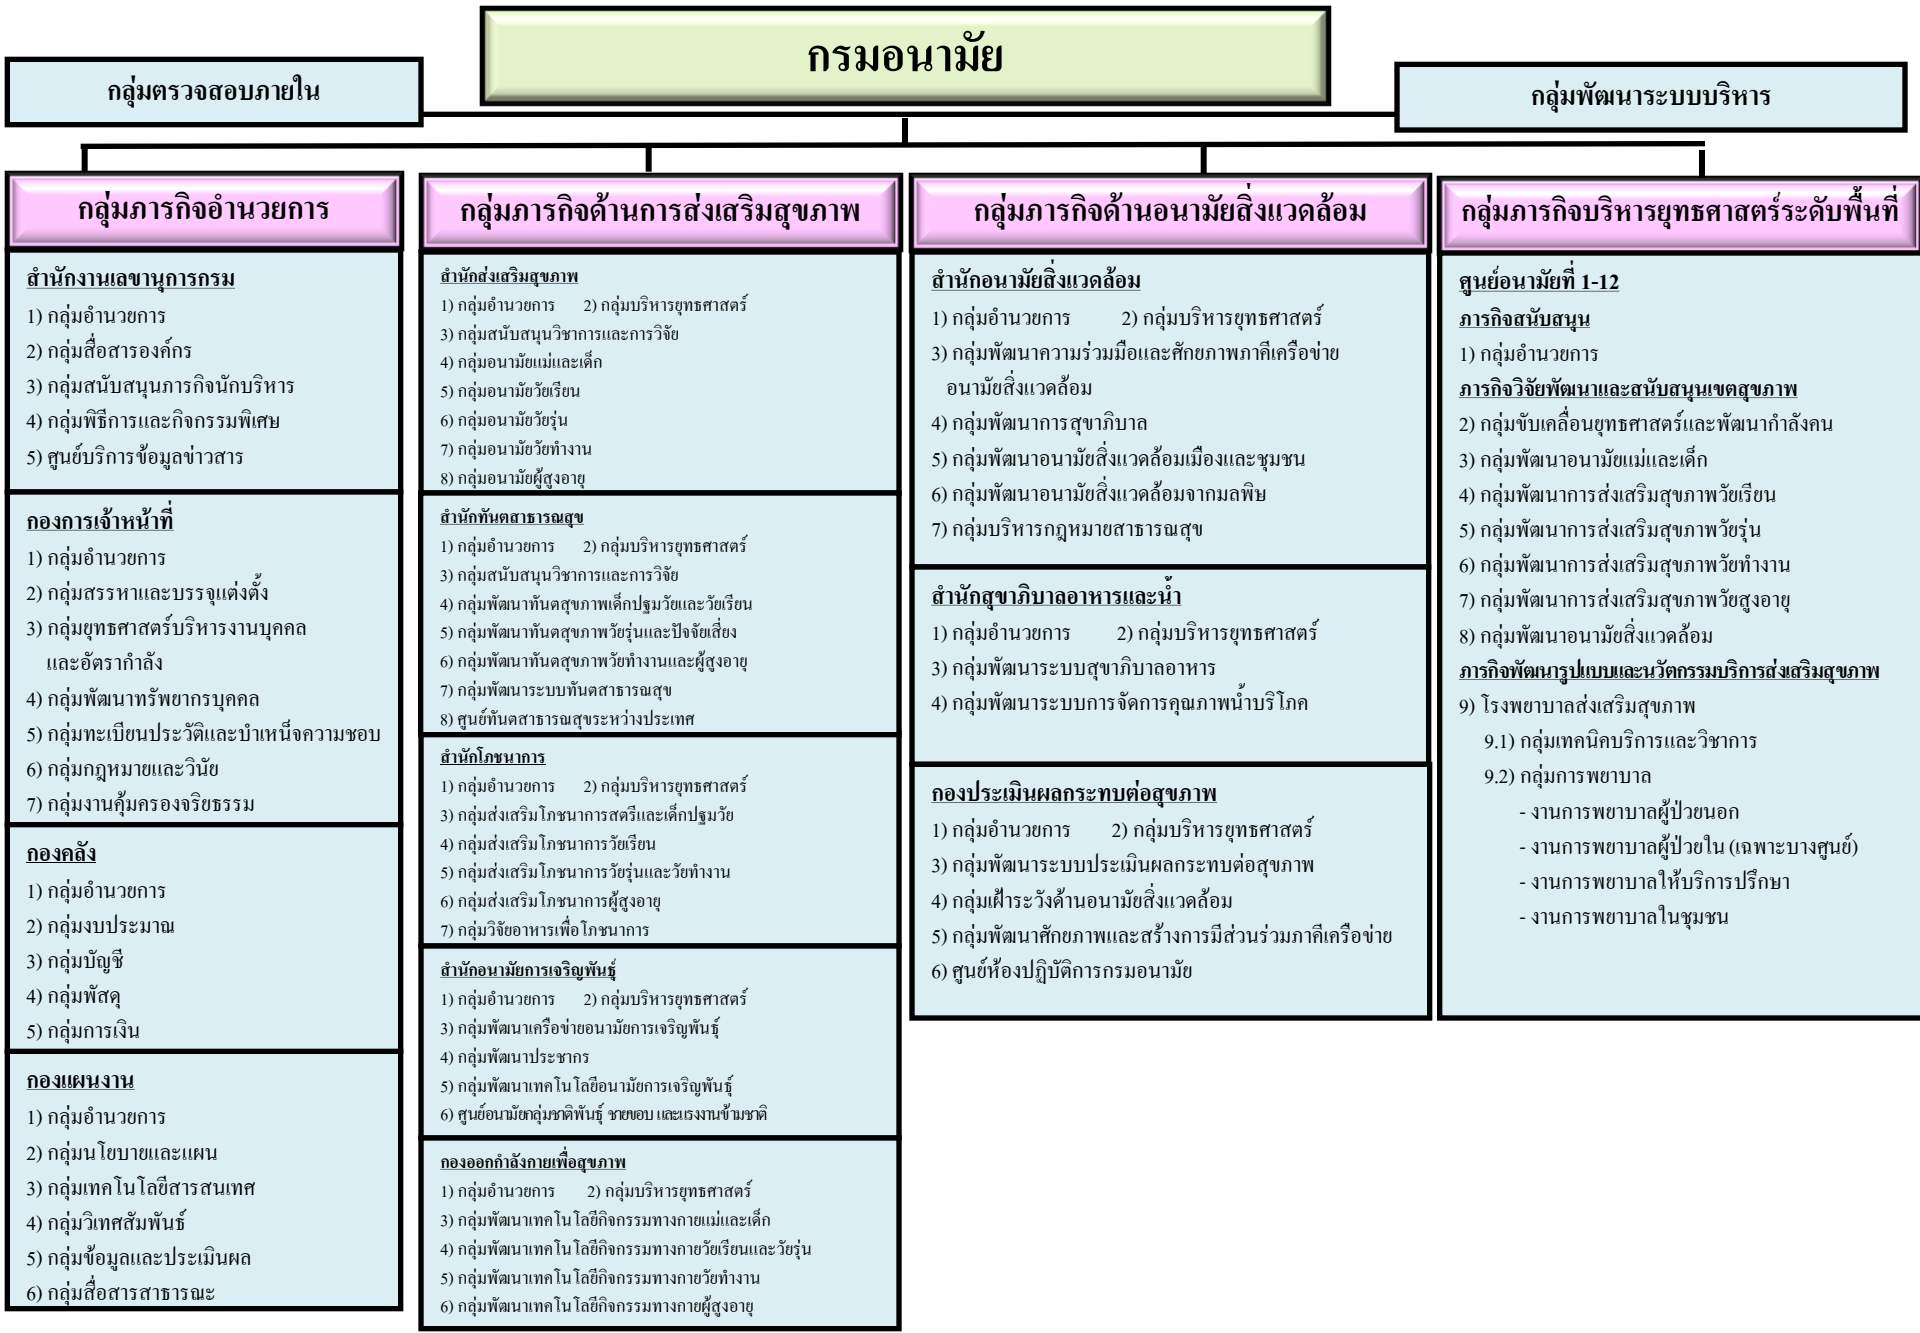 กรมอนามัย
กลุ่มตรวจสอบภายใน
กลุ่มพัฒนาระบบบริหาร
กลุ่มภารกิจอำนวยการ
สำนักงานเลขานุการกรม
1) กลุ่มอำนวยการ
2) กลุ่มสื่อสารองค์กร
3) กลุ่มสนับสนุนภารกิจนักบริหาร
4) กลุ่มพิธีการและกิจกรรมพิเศษ
5) ศูนย์บริการข้อมูลข่าวสาร
กองการเจ้าหน้าที่
1) กลุ่มอำนวยการ
2) กลุ่มสรรหาและบรรจุแต่งตั้ง
3) กลุ่มยุทธศาสตร์บริหารงานบุคคล
และอัตรากำลัง
4) กลุ่มพัฒนาทรัพยากรบุคคล
5) กลุ่มทะเบียนประวัติและบำเหน็จความชอบ
6) กลุ่มกฎหมายและวินัย
7) กลุ่มงานคุ้มครองจริยธรรม
กองคลัง
1) กลุ่มอำนวยการ
2) กลุ่มงบประมาณ
3) กลุ่มบัญชี
4) กลุ่มพัสดุ
5) กลุ่มการเงิน
กองแผนงาน
1) กลุ่มอำนวยการ
2) กลุ่มนโยบายและแผน
3) กลุ่มเทคโนโลยีสารสนเทศ
4) กลุ่มวิเทศสัมพันธ์
5) กลุ่มข้อมูลและประเมินผล
6) กลุ่มสื่อสารสาธารณะ
กลุ่มภารกิจด้านการส่งเสริมสุขภาพ
สำนักส่งเสริมสุขภาพ
1) กลุ่มอำนวยการ 2) กลุ่มบริหารยุทธศาสตร์
3) กลุ่มสนับสนุนวิชาการและการวิจัย
4) กลุ่มอนามัยแม่และเด็ก
5) กลุ่มอนามัยวัยเรียน
6) กลุ่มอนามัยวัยรุ่น
7) กลุ่มอนามัยวัยทำงาน
8) กลุ่มอนามัยผู้สูงอายุ
สำนักทันตสาธารณสุข
1) กลุ่มอำนวยการ 2) กลุ่มบริหารยุทธศาสตร์
3) กลุ่มสนับสนุนวิชาการและการวิจัย
4) กลุ่มพัฒนาทันตสุขภาพเด็กปฐมวัยและวัยเรียน
5) กลุ่มพัฒนาทันตสุขภาพวัยรุ่นและปัจจัยเสี่ยง
6) กลุ่มพัฒนาทันตสุขภาพวัยทำงานและผู้สูงอายุ
7) กลุ่มพัฒนาระบบทันตสาธารณสุข
8) ศูนย์ทันตสาธารณสุขระหว่างประเทศ
สำนักโภชนาการ
1) กลุ่มอำนวยการ 2) กลุ่มบริหารยุทธศาสตร์
3) กลุ่มส่งเสริมโภชนาการสตรีและเด็กปฐมวัย
4) กลุ่มส่งเสริมโภชนาการวัยเรียน
5) กลุ่มส่งเสริมโภชนาการวัยรุ่นและวัยทำงาน
6) กลุ่มส่งเสริมโภชนาการผู้สูงอายุ
7) กลุ่มวิจัยอาหารเพื่อโภชนาการ
สำนักอนามัยการเจริญพันธุ์
1) กลุ่มอำนวยการ 2) กลุ่มบริหารยุทธศาสตร์
3) กลุ่มพัฒนาเครือข่ายอนามัยการเจริญพันธุ์
4) กลุ่มพัฒนาประชากร
5) กลุ่มพัฒนาเทคโนโลยีอนามัยการเจริญพันธุ์
6) ศูนย์อนามัยกลุ่มชาติพันธุ์ ชายขอบ และแรงงานข้ามชาติ
กองออกกำลังกายเพื่อสุขภาพ
1) กลุ่มอำนวยการ 2) กลุ่มบริหารยุทธศาสตร์
3) กลุ่มพัฒนาเทคโนโลยีกิจกรรมทางกายแม่และเด็ก
4) กลุ่มพัฒนาเทคโนโลยีกิจกรรมทางกายวัยเรียนและวัยรุ่น
5) กลุ่มพัฒนาเทคโนโลยีกิจกรรมทางกายวัยทำงาน
6) กลุ่มพัฒนาเทคโนโลยีกิจกรรมทางกายผู้สูงอายุ
กลุ่มภารกิจด้านอนามัยสิ่งแวดล้อม
สำนักอนามัยสิ่งแวดล้อม
1) กลุ่มอำนวยการ 2) กลุ่มบริหารยุทธศาสตร์
3) กลุ่มพัฒนาความร่วมมือและศักยภาพภาคีเครือข่าย
อนามัยสิ่งแวดล้อม
4) กลุ่มพัฒนาการสุขาภิบาล
5) กลุ่มพัฒนาอนามัยสิ่งแวดล้อมเมืองและชุมชน
6) กลุ่มพัฒนาอนามัยสิ่งแวดล้อมจากมลพิษ
7) กลุ่มบริหารกฎหมายสาธารณสุข
สำนักสุขาภิบาลอาหารและน้ำ
1) กลุ่มอำนวยการ 2) กลุ่มบริหารยุทธศาสตร์
3) กลุ่มพัฒนาระบบสุขาภิบาลอาหาร
4) กลุ่มพัฒนาระบบการจัดการคุณภาพน้ำบริโภค
กองประเมินผลกระทบต่อสุขภาพ
1) กลุ่มอำนวยการ 2) กลุ่มบริหารยุทธศาสตร์
3) กลุ่มพัฒนาระบบประเมินผลกระทบต่อสุขภาพ
4) กลุ่มเฝ้าระวังด้านอนามัยสิ่งแวดล้อม
5) กลุ่มพัฒนาศักยภาพและสร้างการมีส่วนร่วมภาคีเครือข่าย
6) ศูนย์ห้องปฏิบัติการกรมอนามัย
กลุ่มภารกิจบริหารยุทธศาสตร์ระดับพื้นที่
ศูนย์อนามัยที่ 1-12
ภารกิจสนับสนุน
1) กลุ่มอำนวยการ
ภารกิจวิจัยพัฒนาและสนับสนุนเขตสุขภาพ
2) กลุ่มขับเคลื่อนยุทธศาสตร์และพัฒนากำลังคน
3) กลุ่มพัฒนาอนามัยแม่และเด็ก
4) กลุ่มพัฒนาการส่งเสริมสุขภาพวัยเรียน
5) กลุ่มพัฒนาการส่งเสริมสุขภาพวัยรุ่น
6) กลุ่มพัฒนาการส่งเสริมสุขภาพวัยทำงาน
7) กลุ่มพัฒนาการส่งเสริมสุขภาพวัยสูงอายุ
8) กลุ่มพัฒนาอนามัยสิ่งแวดล้อม
ภารกิจพัฒนารูปแบบและนวัตกรรมบริการส่งเสริมสุขภาพ
9) โรงพยาบาลส่งเสริมสุขภาพ
9.1) กลุ่มเทคนิคบริการและวิชาการ
9.2) กลุ่มการพยาบาล
- งานการพยาบาลผู้ป่วยนอก
- งานการพยาบาลผู้ป่วยใน (เฉพาะบางศูนย์)
- งานการพยาบาลให้บริการปรึกษา
- งานการพยาบาลในชุมชน